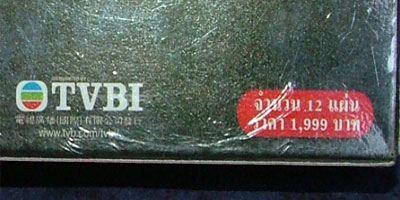 TVBI
電視廣播(國際)有限公司發行
www.tvb.com/tvbi
จำนวน 12 แผ่น
ราคา 1,999 บาท